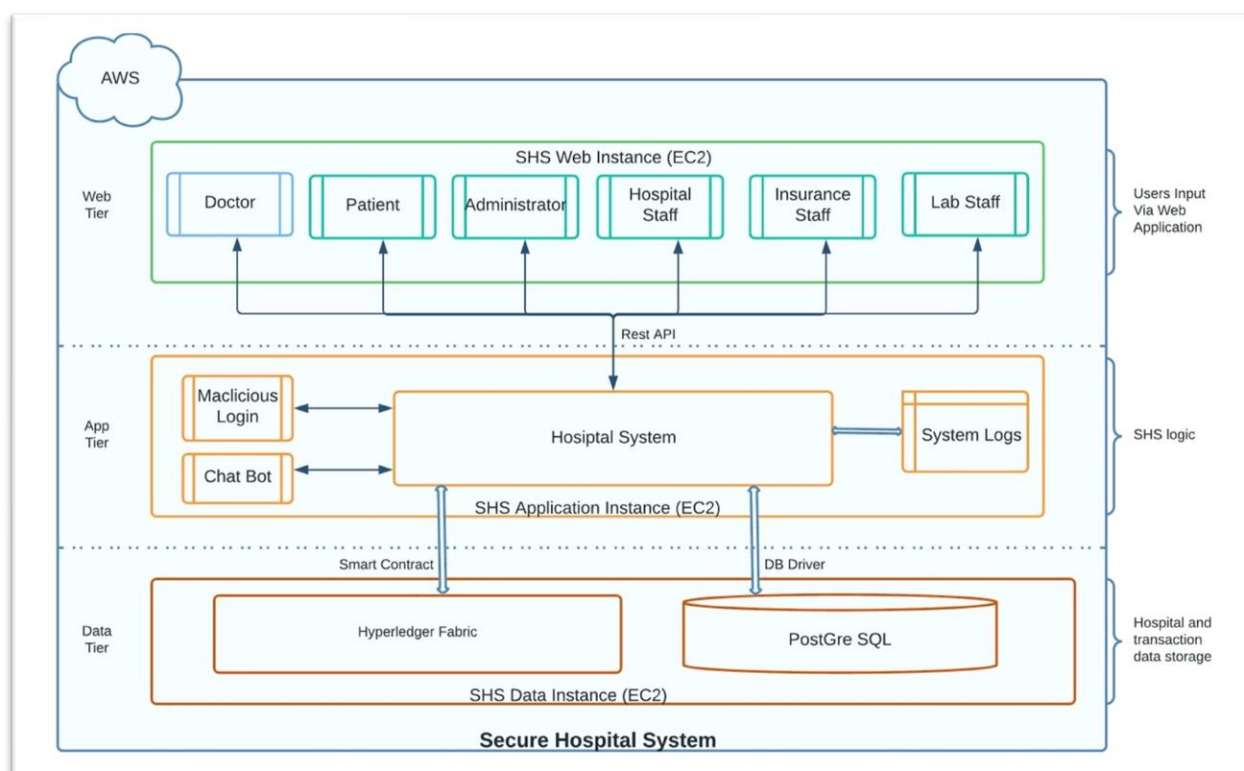 AWS
SHS Web Instance (EC2)
Web
Tier
Doctor
Patient
Administrator
Hospital
Staff
Insurance
Staff
Lab Staff
Users Input
Via Web
Application
Rest API
App
Tier
Maclicious
Login
Chat Bot
Hosiptal System
System Logs
SHS logic
SHS Application Instance (EC2)
Smart Contract
DB Driver
Data
Tier
Hyperledger Fabric
PostGre SQL
Hospital and
transaction
data storage
SHS Data Instance (EC2)
Secure Hospital System